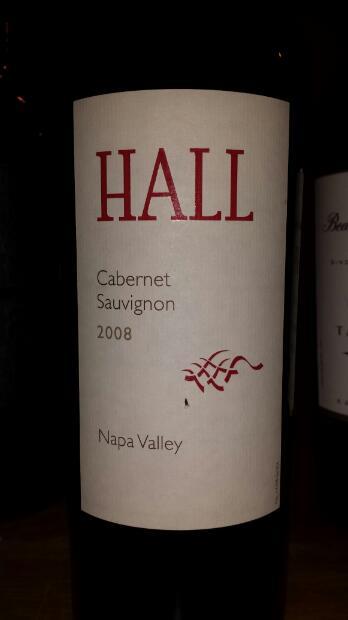 HALL
Cabernet
Sauvignon
2008
Napa Valley